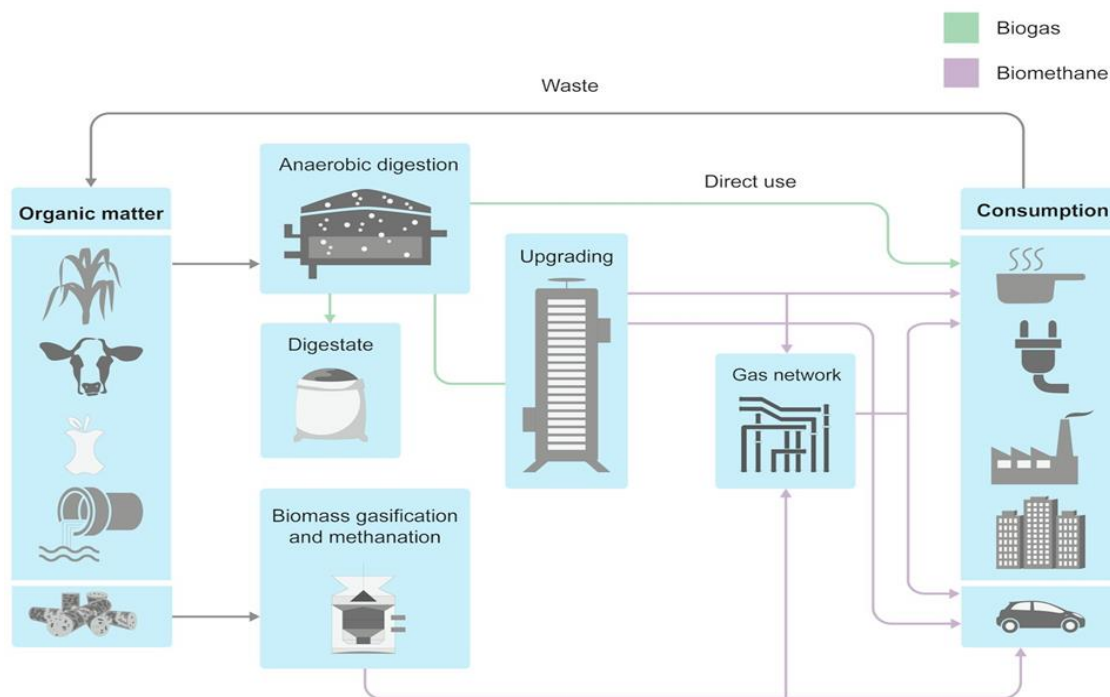 Biogas
Biomethane
Waste
Anaerobic digestion
Direct use
Organic matter
Consumption
Upgrading
Digestate
Gas network
Biomass gasification
and methanation